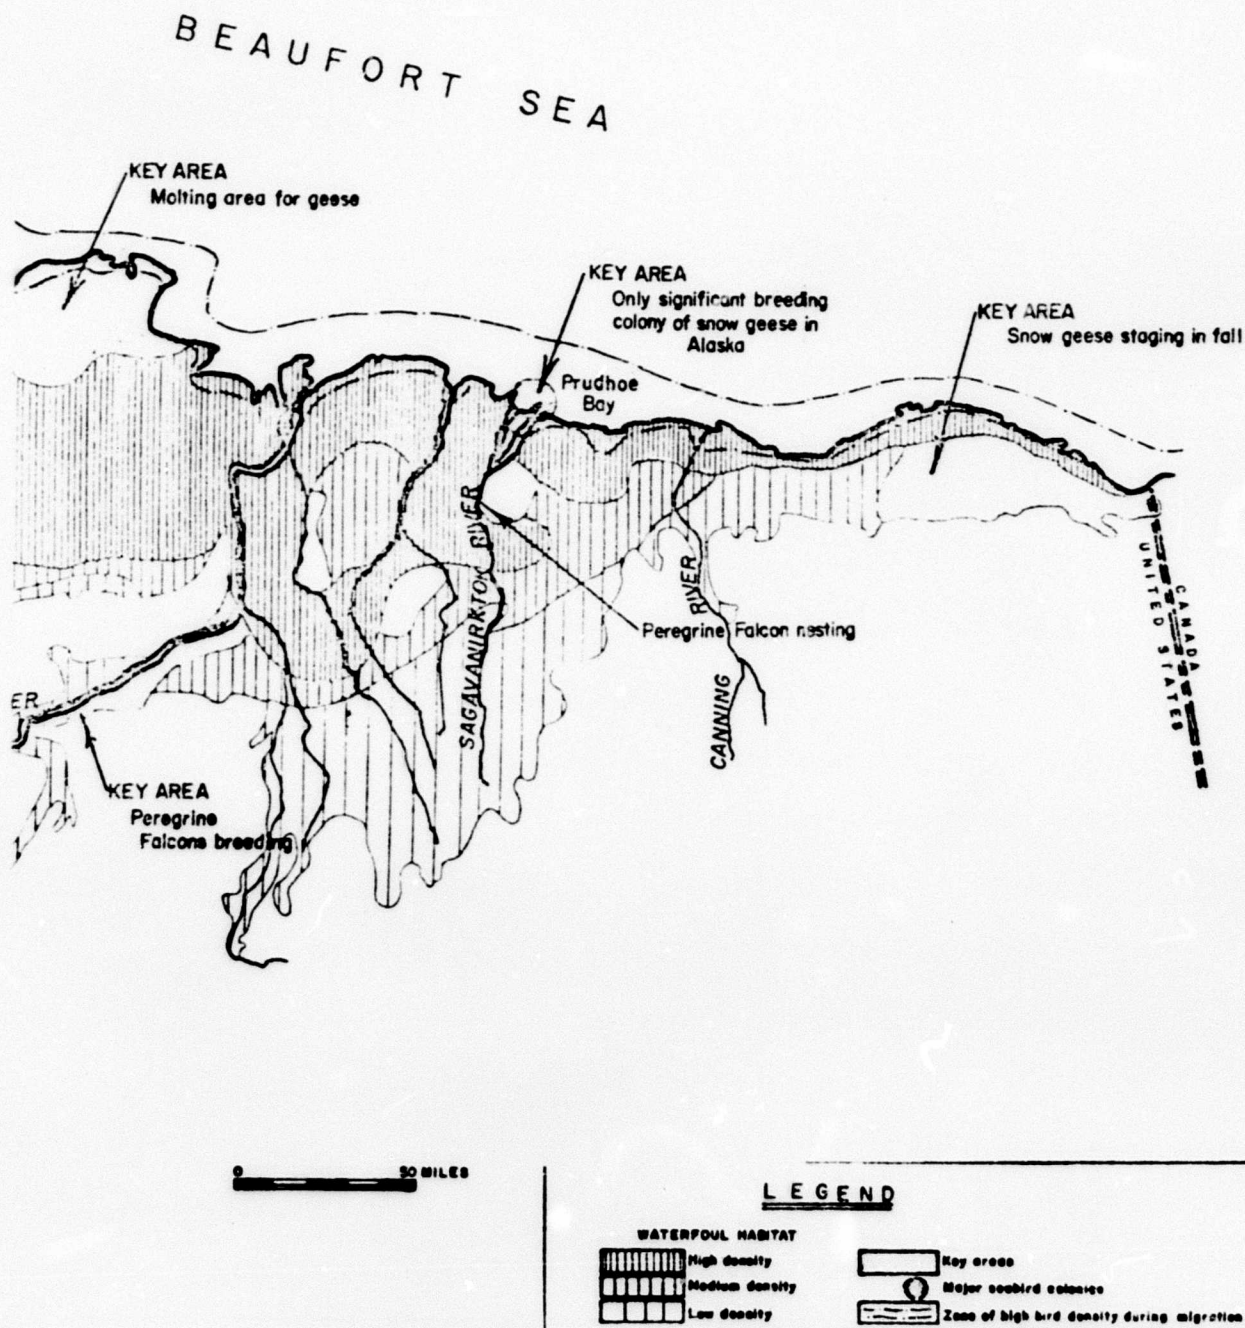 BEAUFORT SEA
KEY AREA
Molting area for geese
KEY AREA
Only significant breeding
colony of snow geese in
Alaska
KEY AREA
Snow geese staging in fall
Prudhoe
Bay
SAGAVANIRKTOK RIVER
CANNING RIVER
Peregrine Falcon nesting
CANADA
UNITED STATES
ER
KEY AREA
Peregrine
Falcons breeding
0 50 MILES
LEGEND
WATERFOUL HABITAT
High density
Medium density
Low density
Key areas
Major seabird colonies
Zone of high bird density during migration